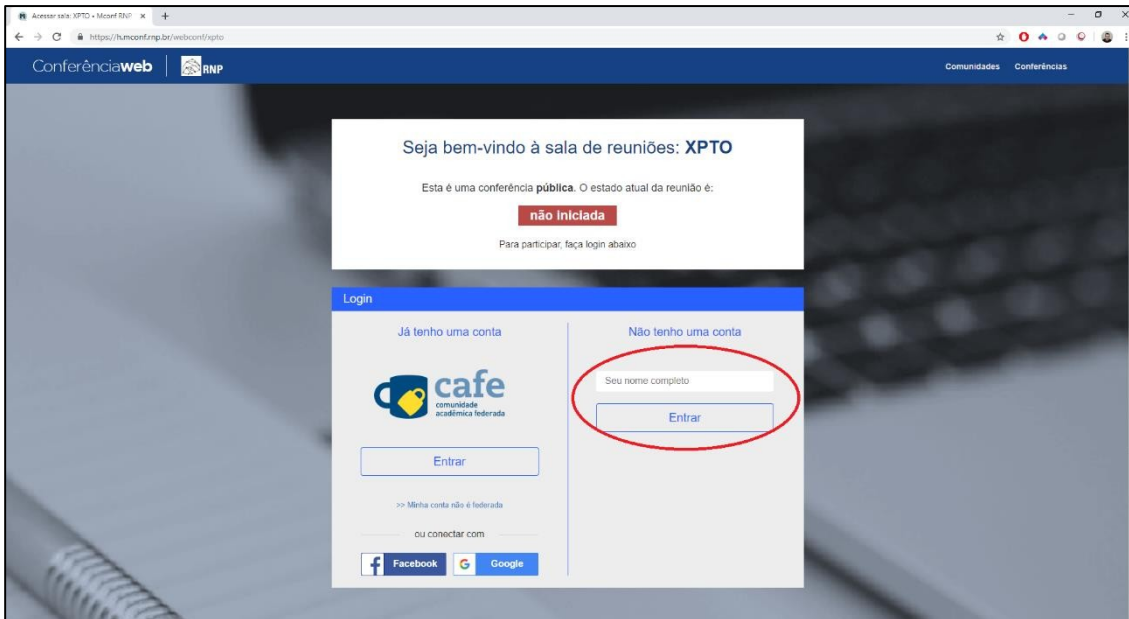 Acessar sala: XPTO • Mconf RNP
https://h.mconf.rnp.br/webconf/xpto
Conferênciaweb RNP
Comunidades Conferências
Seja bem-vindo à sala de reuniões: XPTO
Esta é uma conferência pública. O estado atual da reunião é:
não iniciada
Para participar, faça login abaixo
Login
Já tenho uma conta
cafe
comunidade
acadêmica federada
Entrar
>> Minha conta não é federada
ou conectar com
Facebook
Google
Não tenho uma conta
Seu nome completo
Entrar